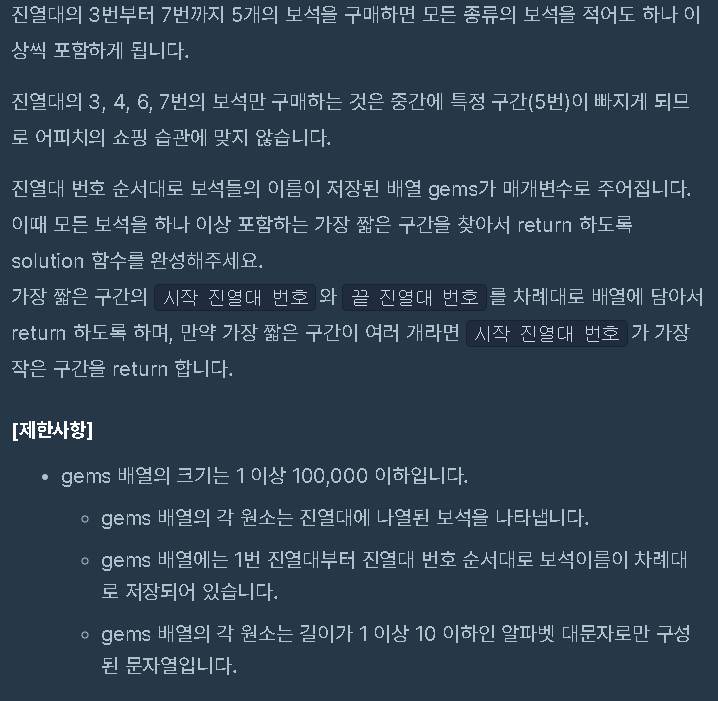 진열대의 3번부터 7번까지 5개의 보석을 구매하면 모든 종류의 보석을 적어도 하나 이
상씩 포함하게 됩니다.
진열대의 3, 4, 6, 7번의 보석만 구매하는 것은 중간에 특정 구간(5번)이 빠지게 되므
로 어피치의 쇼핑 습관에 맞지 않습니다.
진열대 번호 순서대로 보석들의 이름이 저장된 배열 gems가 매개변수로 주어집니다.
이때 모든 보석을 하나 이상 포함하는 가장 짧은 구간을 찾아서 return 하도록
solution 함수를 완성해주세요.
가장 짧은 구간의 시작 진열대 번호 와 끝 진열대 번호 를 차례대로 배열에 담아서
return 하도록 하며, 만약 가장 짧은 구간이 여러 개라면 시작 진열대 번호 가 가장
작은 구간을 return 합니다.
[제한사항]
• gems 배열의 크기는 1 이상 100,000 이하입니다.
◦ gems 배열의 각 원소는 진열대에 나열된 보석을 나타냅니다.
◦ gems 배열에는 1번 진열대부터 진열대 번호 순서대로 보석이름이 차례대
로 저장되어 있습니다.
◦ gems 배열의 각 원소는 길이가 1 이상 10 이하인 알파벳 대문자로만 구성
된 문자열입니다.